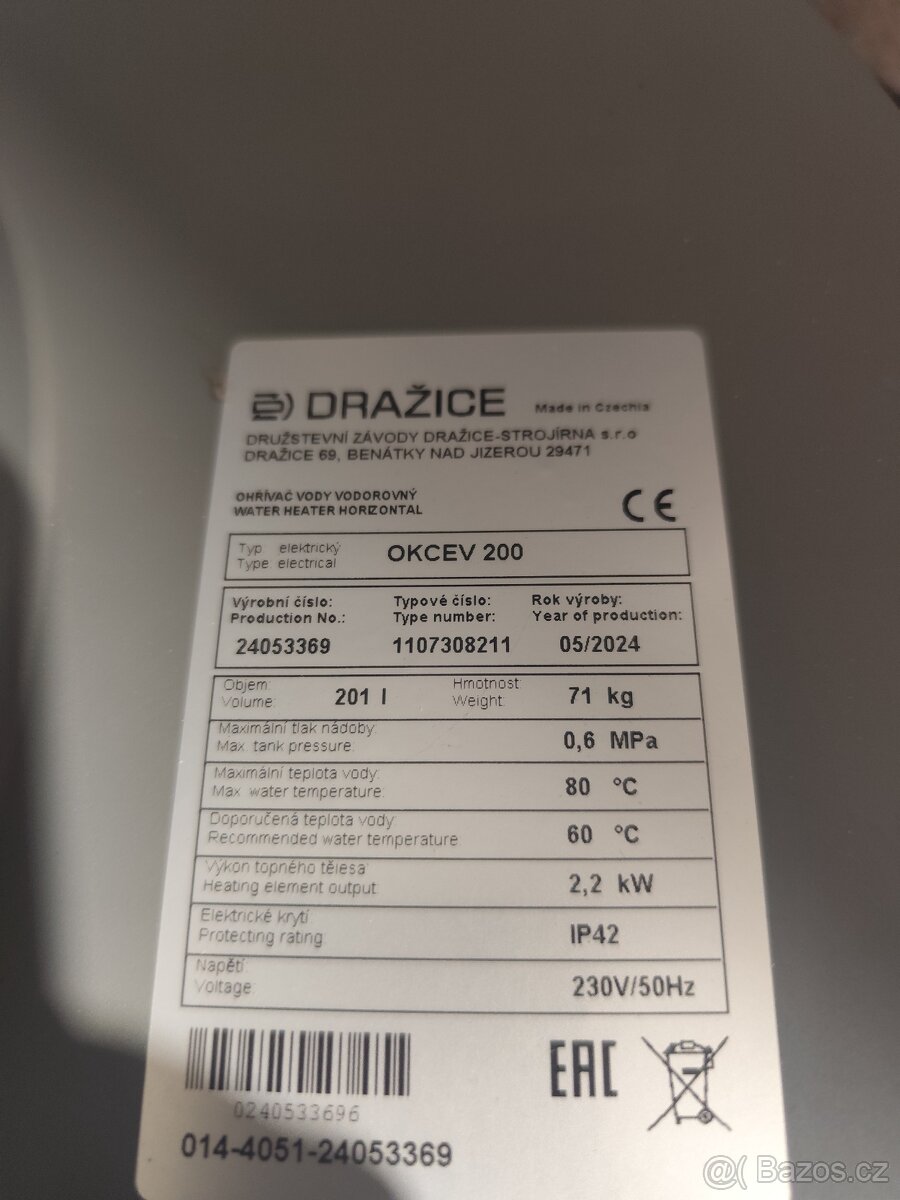 DRAŽICE Made in Czechia
DRUŽSTEVNÍ ZÁVODY DRAŽICE-STROJÍRNA s.r.o
DRAŽICE 69, BENÁTKY NAD JIZEROU 29471
OHŘÍVAČ VODY VODOROVNÝ
WATER HEATER HORIZONTAL
CE
Typ elektrický
Type electrical
OKCEV 200
Výrobní číslo: Typové číslo: Rok výroby:
Production No.: Type number: Year of production:
24053369 1107308211 05/2024
Objem: Hmotnost:
Volume: 201 l Weight: 71 kg
Maximální tlak nádoby:
Max. tank pressure: 0,6 MPa
Maximální teplota vody:
Max water temperature: 80 °C
Doporučená teplota vody:
Recommended water temperature 60 °C
Výkon topného tělesa:
Heating element output 2,2 kW
Elektrické krytí
Protecting rating IP42
Napětí:
Voltage: 230V/50Hz
EAC
0240533696
014-4051-24053369
@( Bazos.cz